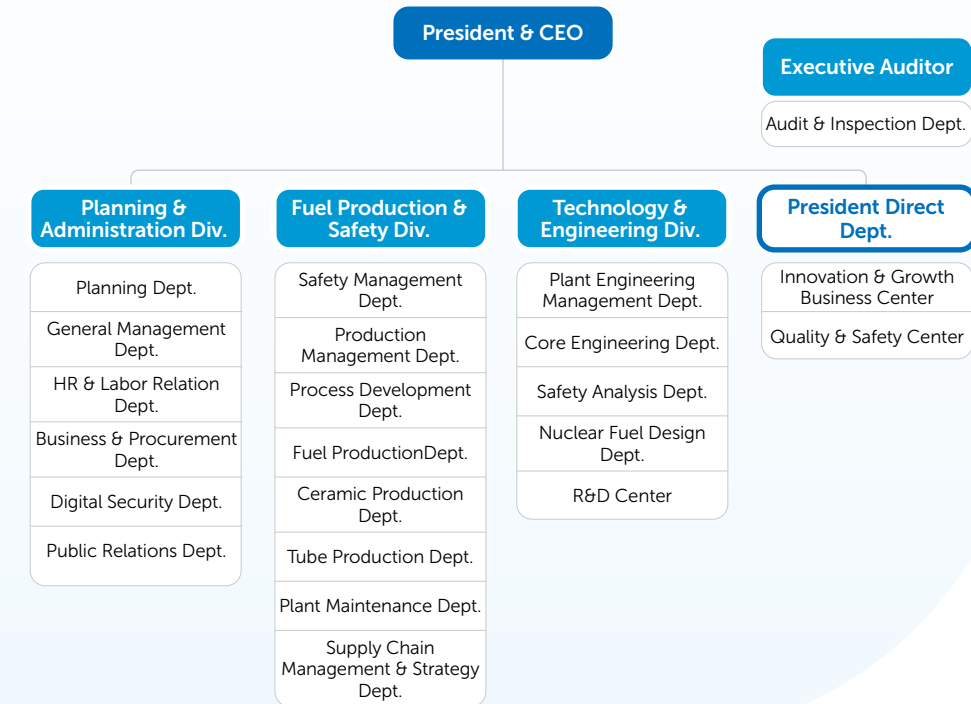 President & CEO
Executive Auditor
Audit & Inspection Dept.
Planning &
Administration Div.
Planning Dept.
General Management
Dept.
HR & Labor Relation
Dept.
Business & Procurement
Dept.
Digital Security Dept.
Public Relations Dept.
Fuel Production &
Safety Div.
Safety Management
Dept.
Production
Management Dept.
Process Development
Dept.
Fuel ProductionDept.
Ceramic Production
Dept.
Tube Production Dept.
Plant Maintenance Dept.
Supply Chain
Management & Strategy
Dept.
Technology &
Engineering Div.
Plant Engineering
Management Dept.
Core Engineering Dept.
Safety Analysis Dept.
Nuclear Fuel Design
Dept.
R&D Center
President Direct
Dept.
Innovation & Growth
Business Center
Quality & Safety Center